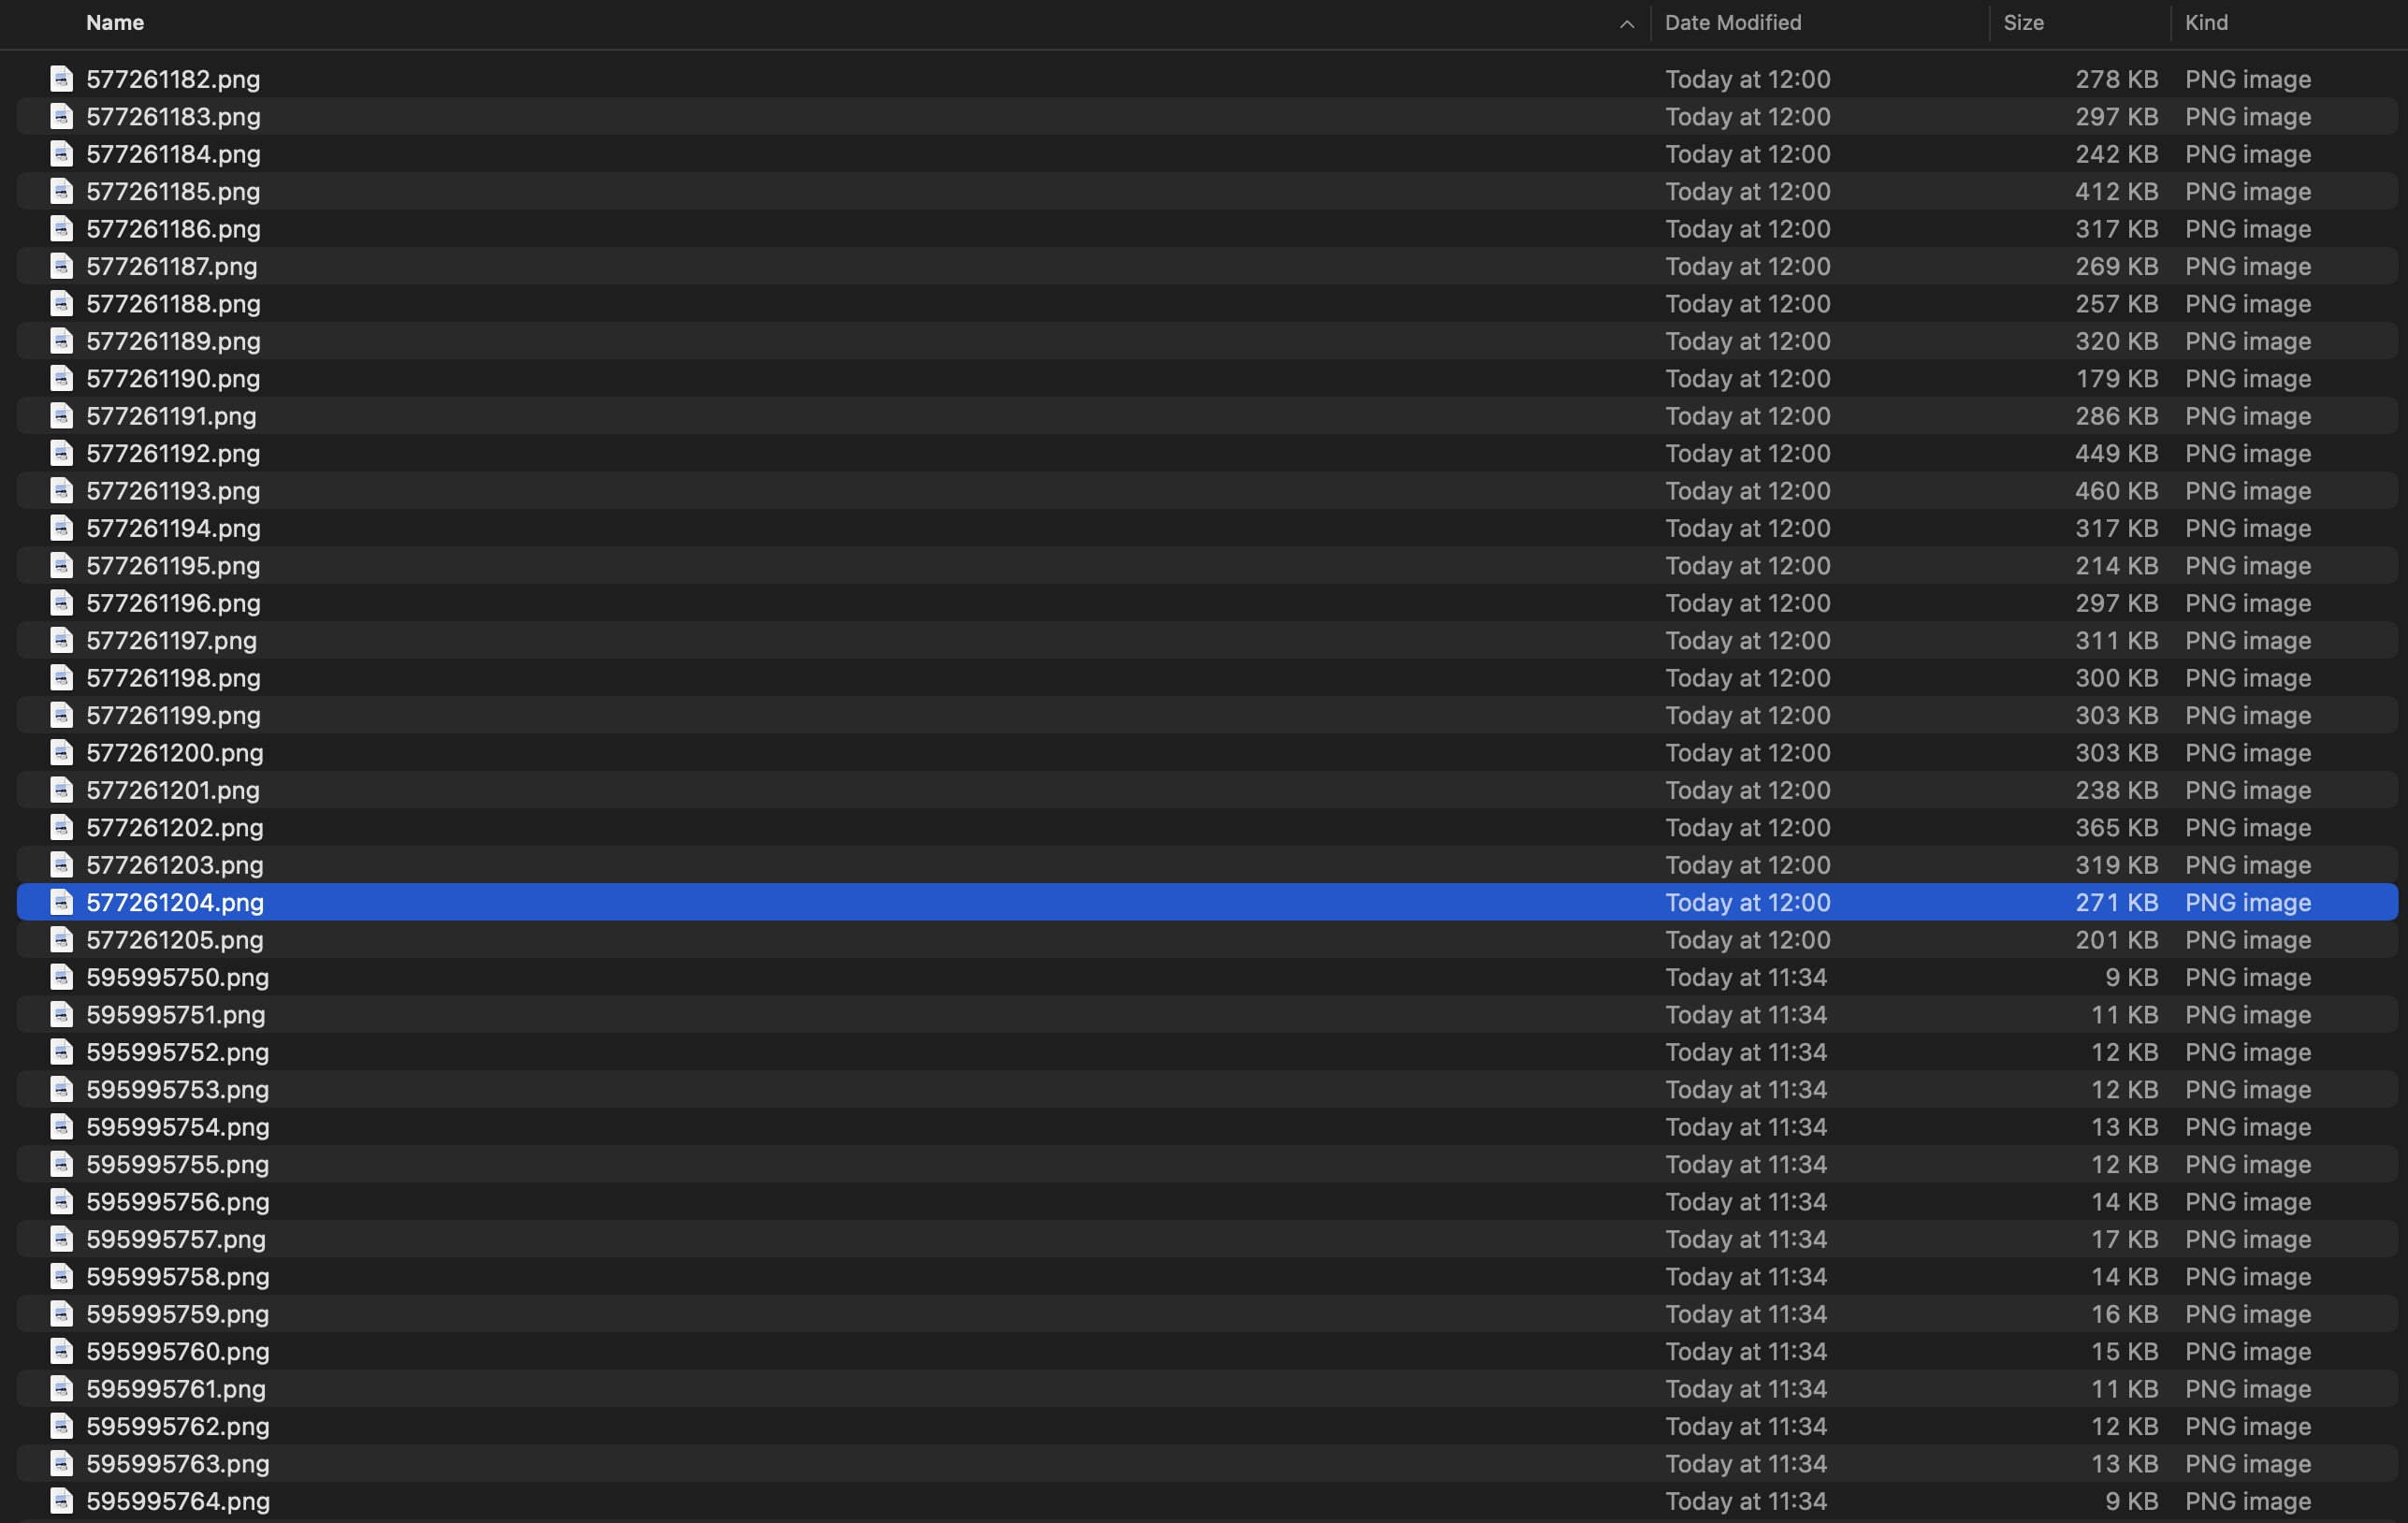 Name Date Modified Size Kind
577261182.png Today at 12:00 278 KB PNG image
577261183.png Today at 12:00 297 KB PNG image
577261184.png Today at 12:00 242 KB PNG image
577261185.png Today at 12:00 412 KB PNG image
577261186.png Today at 12:00 317 KB PNG image
577261187.png Today at 12:00 269 KB PNG image
577261188.png Today at 12:00 257 KB PNG image
577261189.png Today at 12:00 320 KB PNG image
577261190.png Today at 12:00 179 KB PNG image
577261191.png Today at 12:00 286 KB PNG image
577261192.png Today at 12:00 449 KB PNG image
577261193.png Today at 12:00 460 KB PNG image
577261194.png Today at 12:00 317 KB PNG image
577261195.png Today at 12:00 214 KB PNG image
577261196.png Today at 12:00 297 KB PNG image
577261197.png Today at 12:00 311 KB PNG image
577261198.png Today at 12:00 300 KB PNG image
577261199.png Today at 12:00 303 KB PNG image
577261200.png Today at 12:00 303 KB PNG image
577261201.png Today at 12:00 238 KB PNG image
577261202.png Today at 12:00 365 KB PNG image
577261203.png Today at 12:00 319 KB PNG image
577261204.png Today at 12:00 271 KB PNG image
577261205.png Today at 12:00 201 KB PNG image
595995750.png Today at 11:34 9 KB PNG image
595995751.png Today at 11:34 11 KB PNG image
595995752.png Today at 11:34 12 KB PNG image
595995753.png Today at 11:34 12 KB PNG image
595995754.png Today at 11:34 13 KB PNG image
595995755.png Today at 11:34 12 KB PNG image
595995756.png Today at 11:34 14 KB PNG image
595995757.png Today at 11:34 17 KB PNG image
595995758.png Today at 11:34 14 KB PNG image
595995759.png Today at 11:34 16 KB PNG image
595995760.png Today at 11:34 15 KB PNG image
595995761.png Today at 11:34 11 KB PNG image
595995762.png Today at 11:34 12 KB PNG image
595995763.png Today at 11:34 13 KB PNG image
595995764.png Today at 11:34 9 KB PNG image